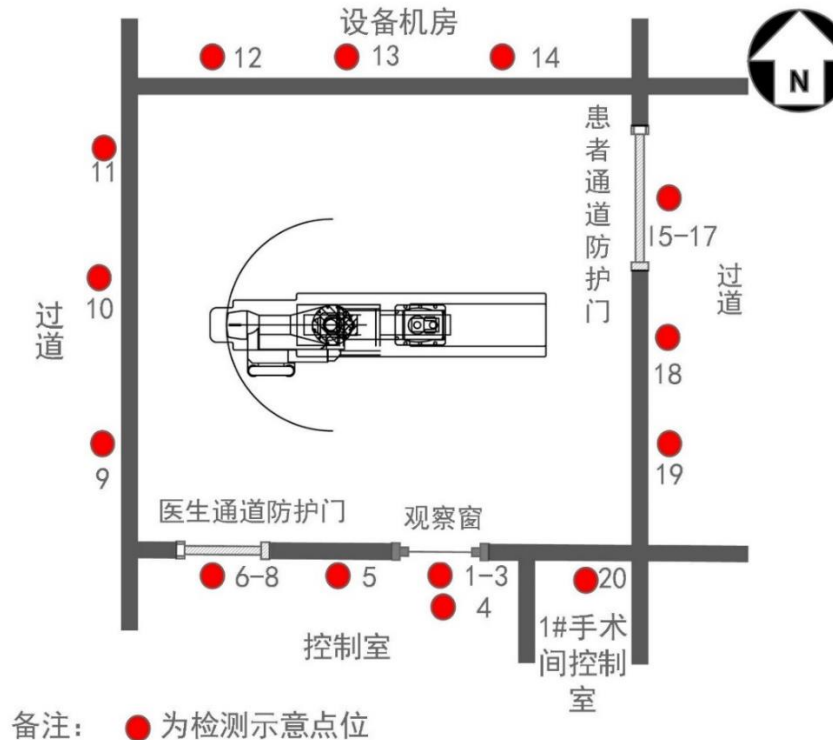 设备机房
12
13
14
N
患者通道防护门
11
I5-17
过道
10
过道
18
9
19
医生通道防护门
观察窗
6-8
5
1-3
20
4
控制室
1#手术
间控制
室
备注：
为检测示意点位